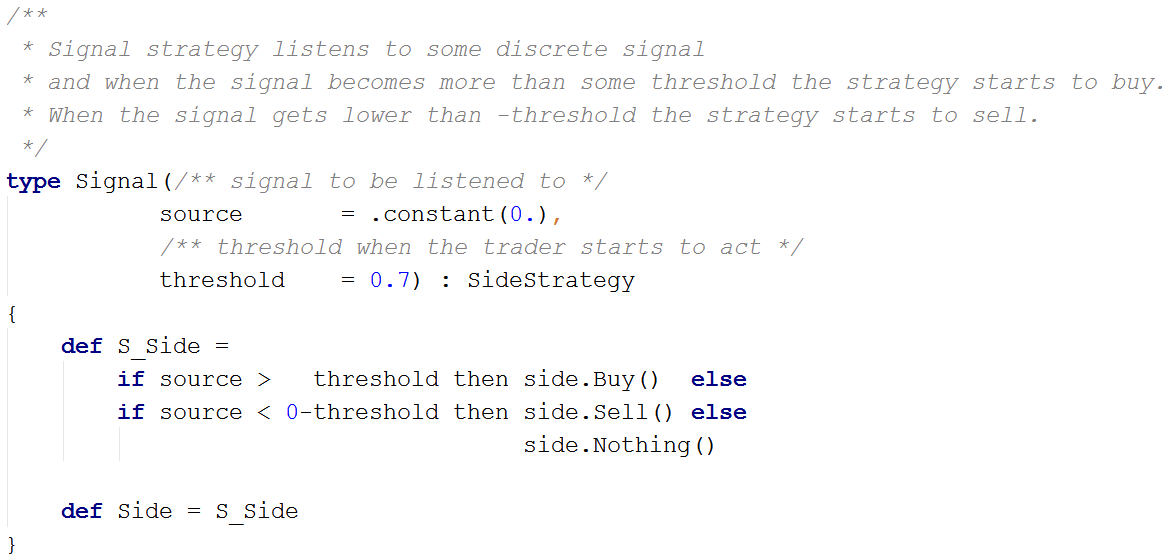 /**
 * Signal strategy listens to some discrete signal
 * and when the signal becomes more than some threshold the strategy starts to buy.
 * When the signal gets lower than -threshold the strategy starts to sell.
 */
type Signal(/** signal to be listened to */
           source       = .constant(0.),
           /** threshold when the trader starts to act */
           threshold    = 0.7) : SideStrategy
{
    def S_Side =
        if source >   threshold then side.Buy()  else
        if source < 0-threshold then side.Sell() else
                                     side.Nothing()

    def Side = S_Side
}